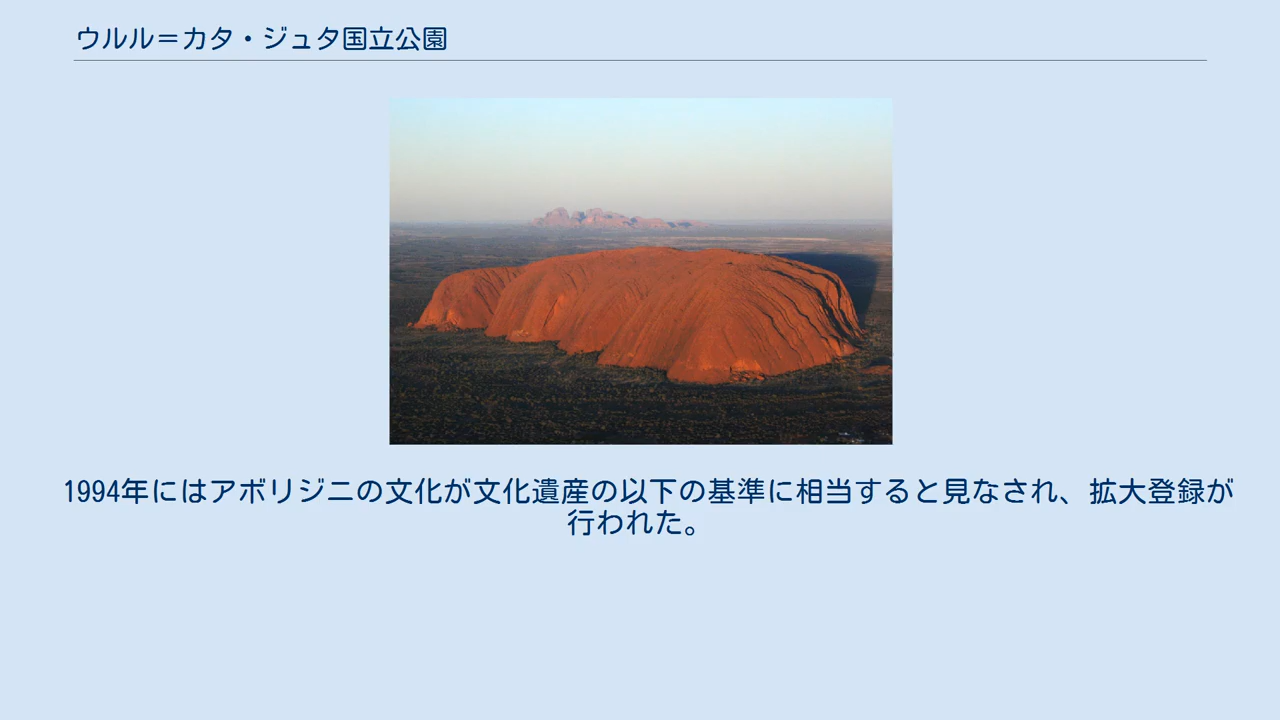 ウルル＝カタ・ジュタ国立公園
1994年にはアボリジニの文化が文化遺産の以下の基準に相当すると見なされ、拡大登録が
行われた。